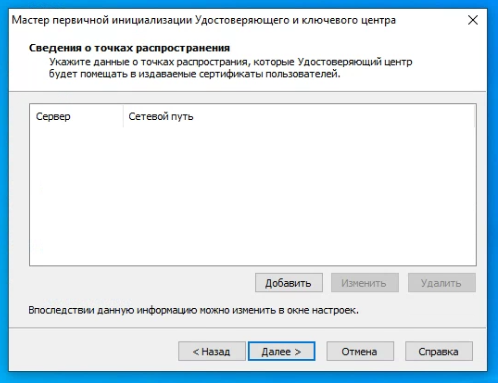 Мастер первичной инициализации Удостоверяющего и ключевого центра
Сведения о точках распространения
Укажите данные о точках распространия, которые Удостоверяющий центр
будет помещать в издаваемые сертификаты пользователей.
Сервер Сетевой путь
Добавить Изменить Удалить
Впоследствии данную информацию можно изменить в окне настроек.
< Назад Далее > Отмена Справка